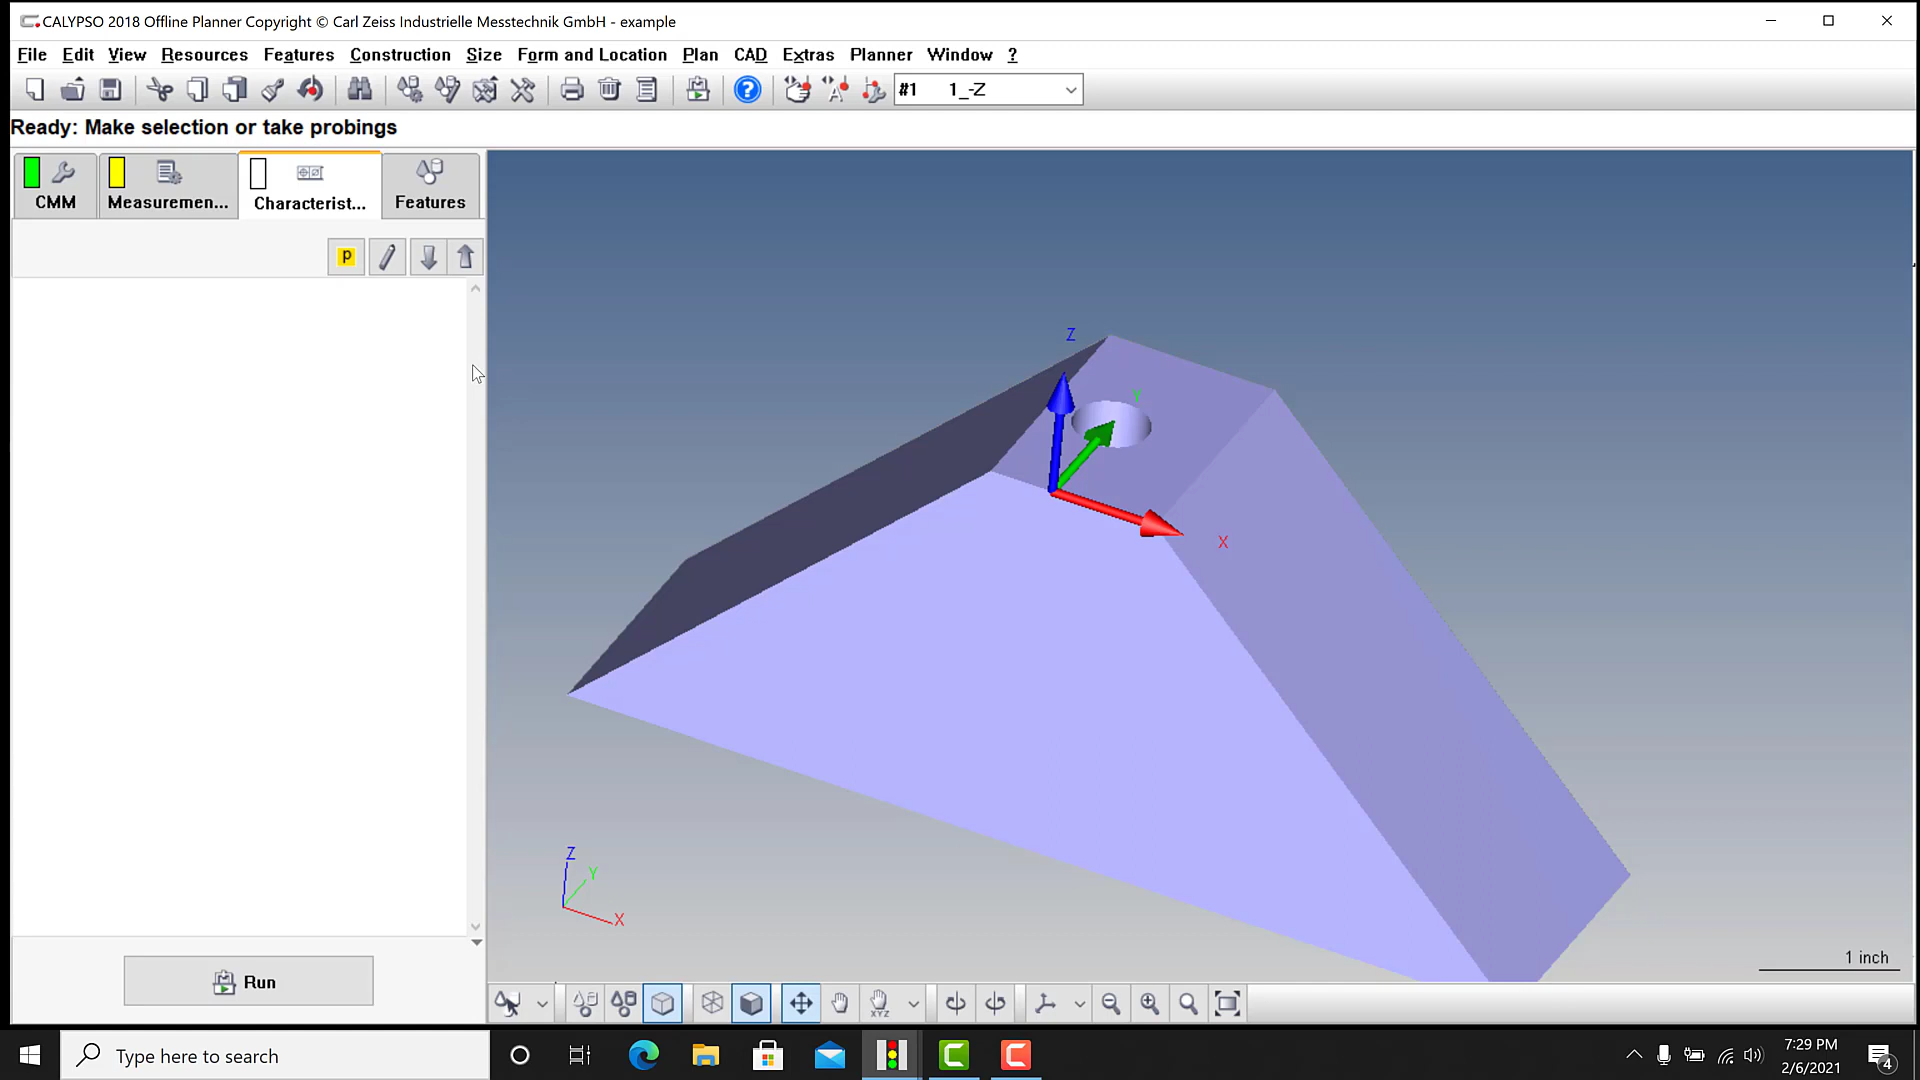 CALYPSO 2018 Offline Planner Copyright © Carl Zeiss Industrielle Messtechnik GmbH - example
File Edit View Resources Features Construction Size Form and Location Plan CAD Extras Planner Window ?
#1 1_-Z
Ready: Make selection or take probings
CMM Measuremen... Characterist... Features
p
Z
Y
X
Z
Y
X
1 inch
Run
XYZ
Type here to search
7:29 PM
2/6/2021
4